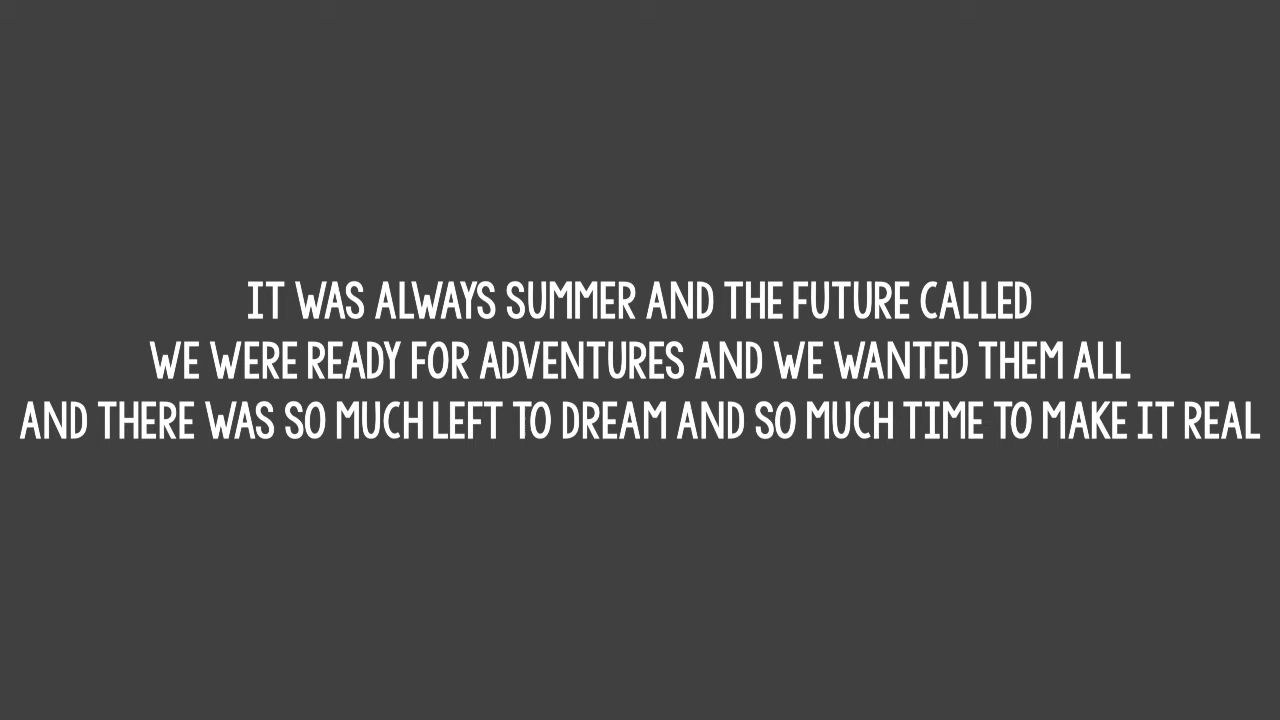 IT WAS ALWAYS SUMMER AND THE FUTURE CALLED
WE WERE READY FOR ADVENTURES AND WE WANTED THEM ALL
AND THERE WAS SO MUCH LEFT TO DREAM AND SO MUCH TIME TO MAKE IT REAL